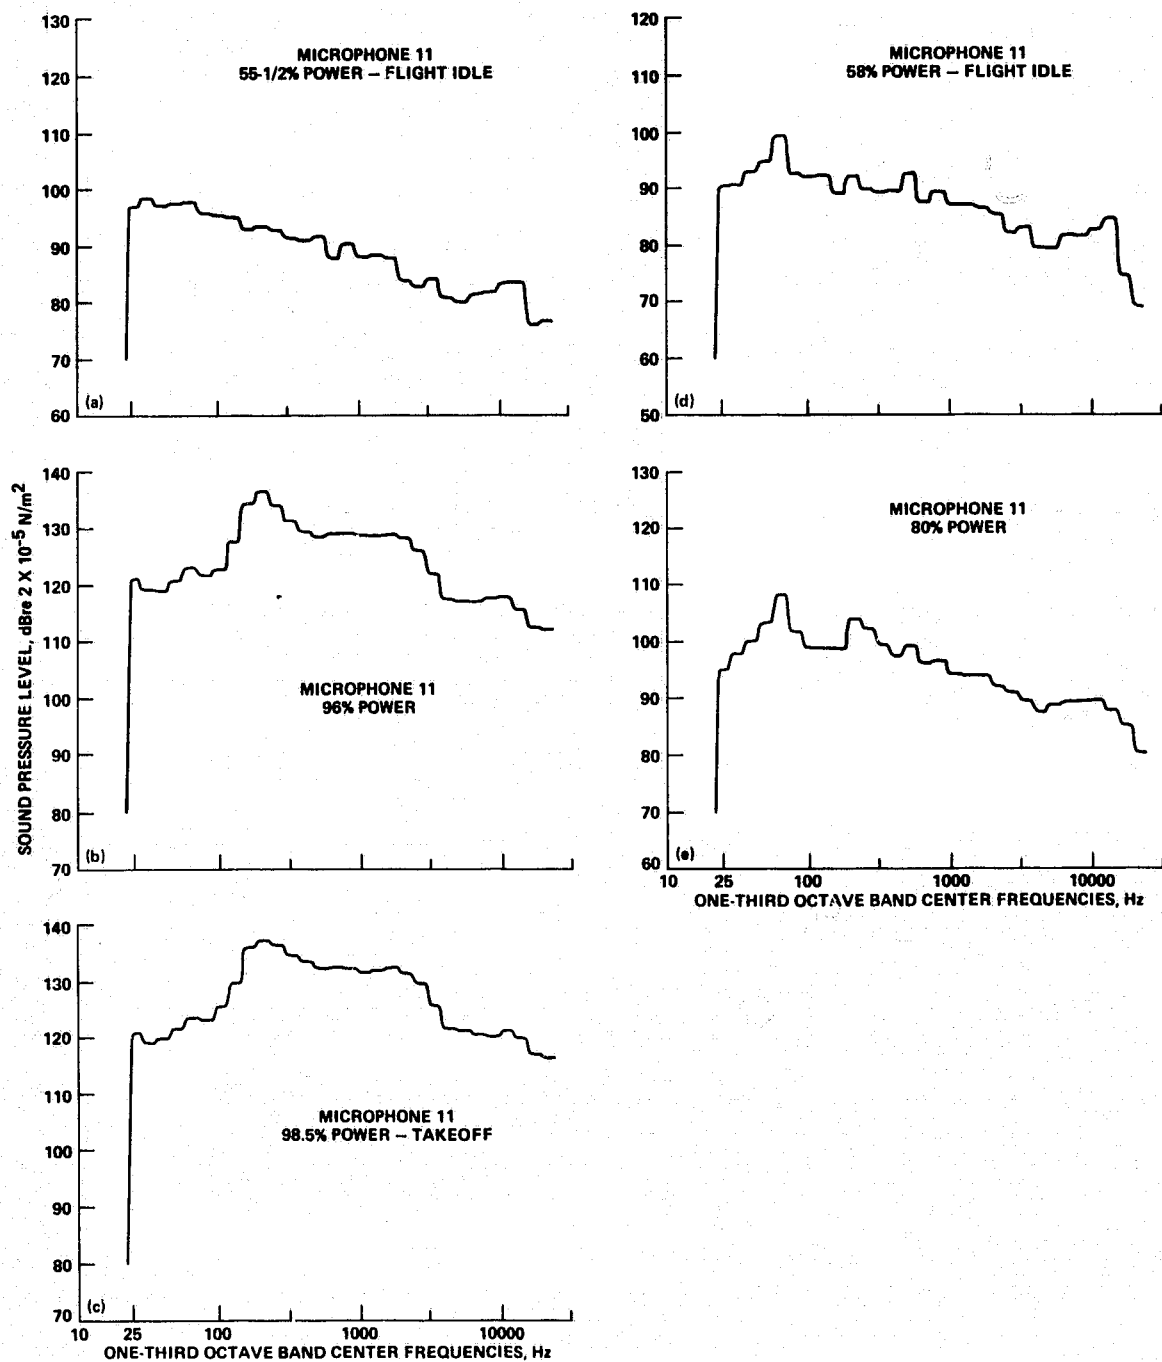 130
120
110
100
90
80
70
60
(a)
MICROPHONE 11
55-1/2% POWER – FLIGHT IDLE
SOUND PRESSURE LEVEL, dBre 2 X 10-5 N/m2
140
130
120
110
100
90
80
70
(b)
MICROPHONE 11
96% POWER
140
130
120
110
100
90
80
70
(c)
MICROPHONE 11
98.5% POWER – TAKEOFF
10 25 100 1000 10000
ONE-THIRD OCTAVE BAND CENTER FREQUENCIES, Hz
120
110
100
90
80
70
60
50
(d)
MICROPHONE 11
58% POWER – FLIGHT IDLE
130
120
110
100
90
80
70
60
(e)
MICROPHONE 11
80% POWER
10 25 100 1000 10000
ONE-THIRD OCTAVE BAND CENTER FREQUENCIES, Hz